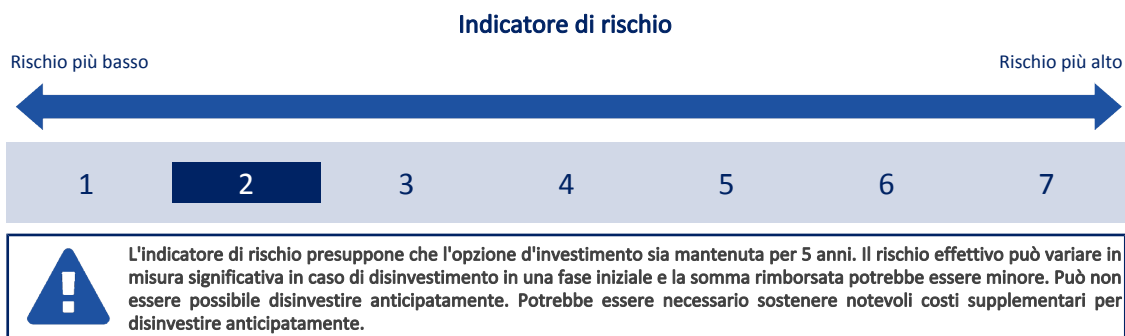 Indicatore di rischio
Rischio più basso
Rischio più alto
1 2 3 4 5 6 7
L'indicatore di rischio presuppone che l'opzione d'investimento sia mantenuta per 5 anni. Il rischio effettivo può variare in
misura significativa in caso di disinvestimento in una fase iniziale e la somma rimborsata potrebbe essere minore. Può non
essere possibile disinvestire anticipatamente. Potrebbe essere necessario sostenere notevoli costi supplementari per
disinvestire anticipatamente.